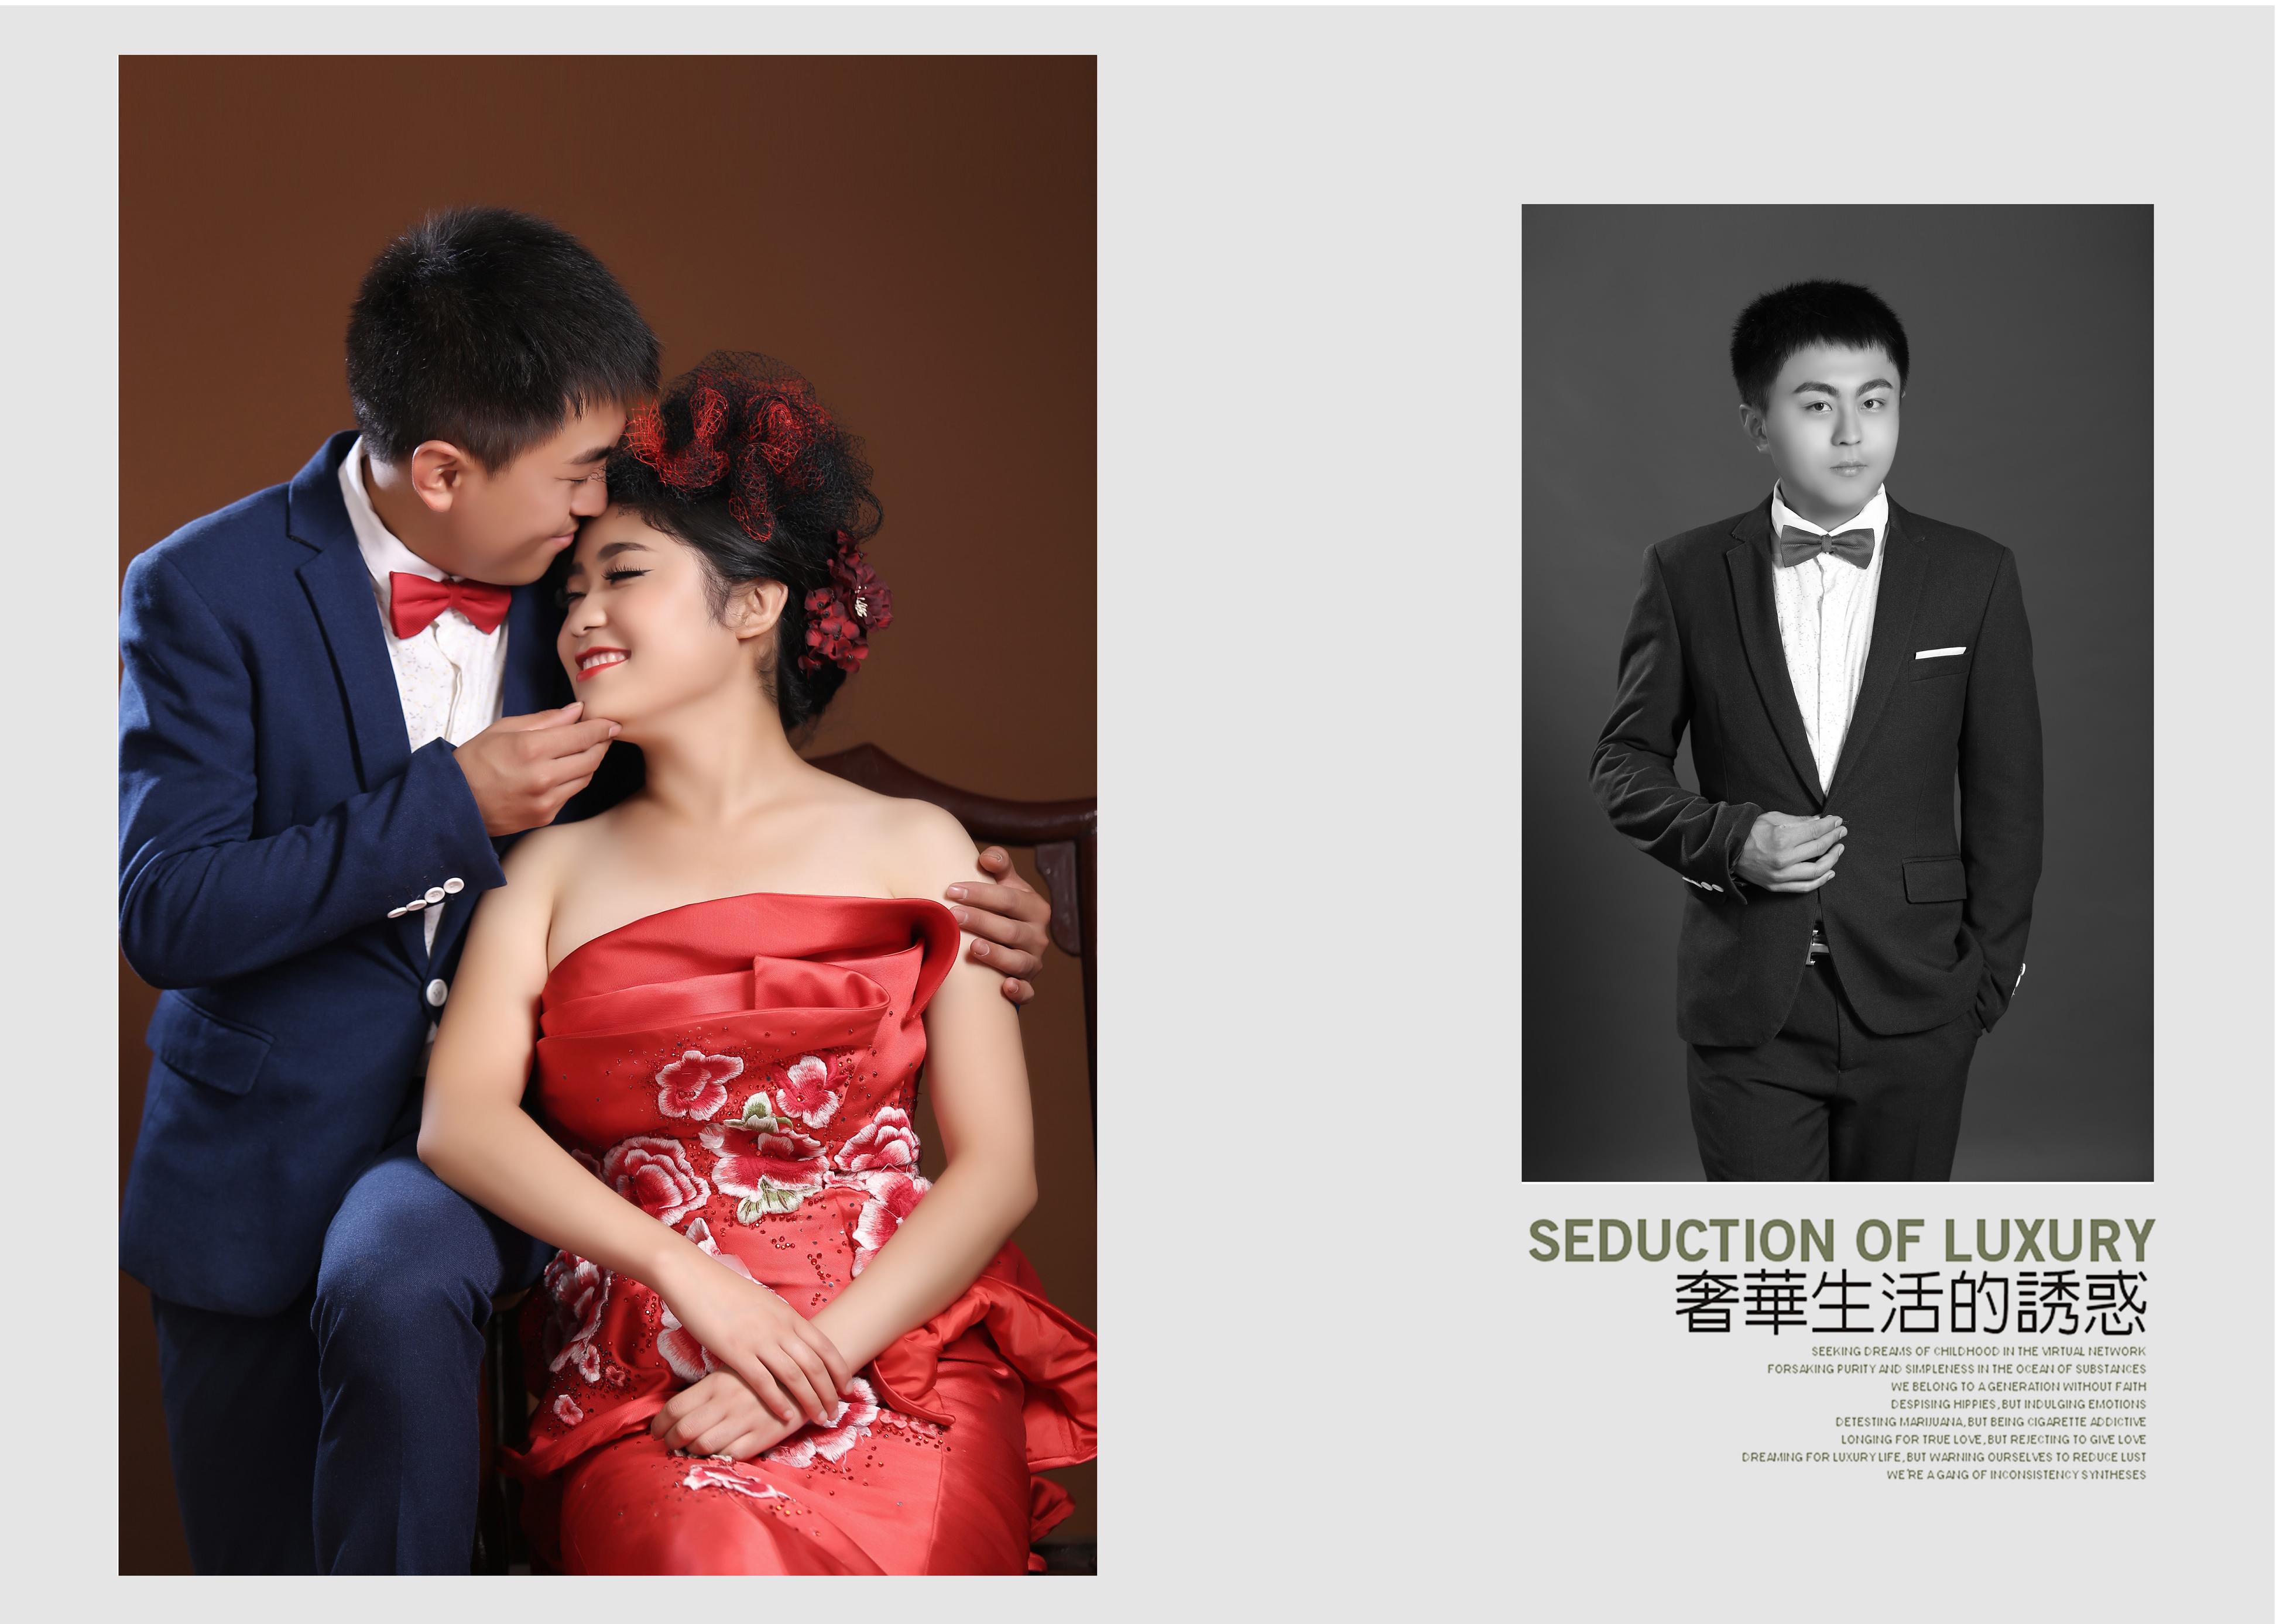 SEDUCTION OF LUXURY
奢華生活的誘惑
SEEKING DREAMS OF CHILDHOOD IN THE VIRTUAL NETWORK
FORSAKING PURITY AND SIMPLENESS IN THE OCEAN OF SUBSTANCES
WE BELONG TO A GENERATION WITHOUT FAITH
DESPISING HIPPIES, BUT INDULGING EMOTIONS
DETESTING MARIJUANA, BUT BEING CIGARETTE ADDICTIVE
LONGING FOR TRUE LOVE, BUT REJECTING TO GIVE LOVE
DREAMING FOR LUXURY LIFE, BUT WARNING OURSELVES TO REDUCE LUST
WE'RE A GANG OF INCONSISTENCY SYNTHESES